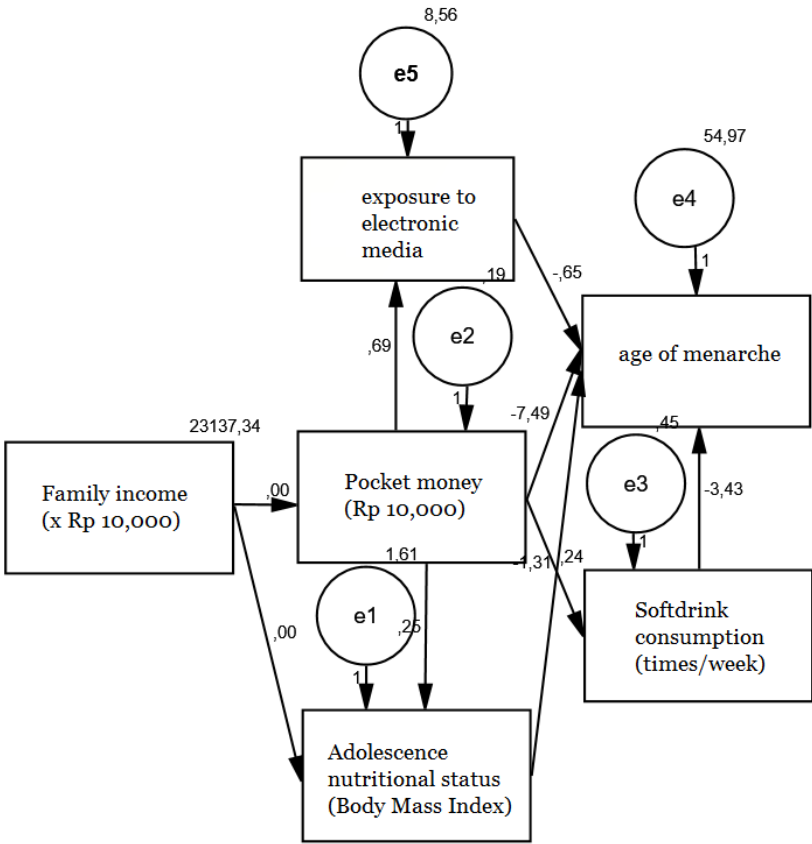 8,56
e5
1
exposure to
electronic
media
54,97
e4
1
,19
e2
1
-,65
,69
age of menarche
-7,49
23137,34
Family income
(x Rp 10,000)
,00
Pocket money
(Rp 10,000)
,45
e3
1
-3,43
1,61
e1
1
,25
-1,31
,24
,00
Softdrink
consumption
(times/week)
Adolescence
nutritional status
(Body Mass Index)